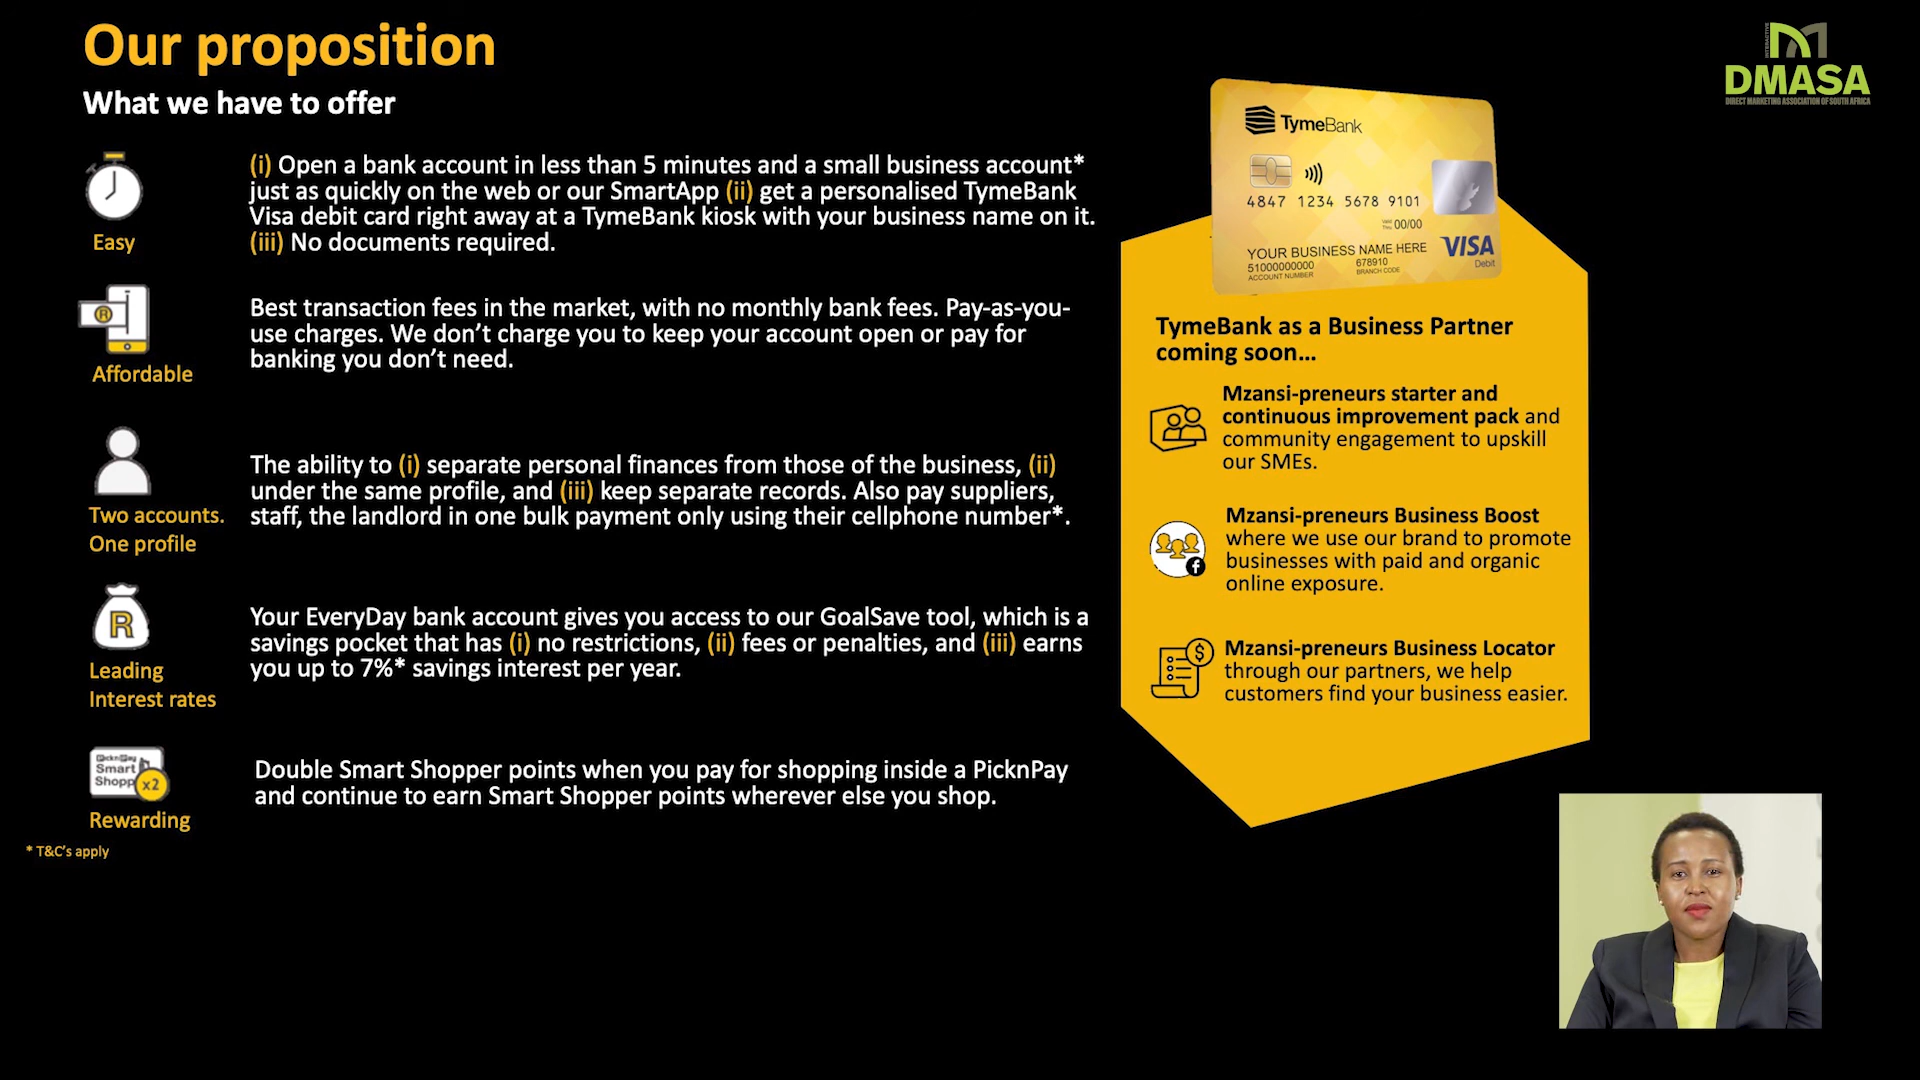 Our proposition
What we have to offer
INTERACTIVE
DMASA
DIRECT MARKETING ASSOCIATION OF SOUTH AFRICA
Easy
(i) Open a bank account in less than 5 minutes and a small business account*
just as quickly on the web or our SmartApp (ii) get a personalised TymeBank
Visa debit card right away at a TymeBank kiosk with your business name on it.
(iii) No documents required.
R
Affordable
Best transaction fees in the market, with no monthly bank fees. Pay-as-you-
use charges. We don't charge you to keep your account open or pay for
banking you don't need.
Two accounts.
One profile
The ability to (i) separate personal finances from those of the business, (ii)
under the same profile, and (iii) keep separate records. Also pay suppliers,
staff, the landlord in one bulk payment only using their cellphone number*.
R
Leading
Interest rates
Your EveryDay bank account gives you access to our GoalSave tool, which is a
savings pocket that has (i) no restrictions, (ii) fees or penalties, and (iii) earns
you up to 7%* savings interest per year.
PicknPay
Smart
Shopp
x2
Rewarding
Double Smart Shopper points when you pay for shopping inside a PicknPay
and continue to earn Smart Shopper points wherever else you shop.
* T&C's apply
TymeBank
4847 1234 5678 9101
Valid
Thru 00/00
YOUR BUSINESS NAME HERE
51000000000 678910
ACCOUNT NUMBER BRANCH CODE
VISA
Debit
TymeBank as a Business Partner
coming soon...
Mzansi-preneurs starter and
continuous improvement pack and
community engagement to upskill
our SMEs.
f
Mzansi-preneurs Business Boost
where we use our brand to promote
businesses with paid and organic
online exposure.
$
Mzansi-preneurs Business Locator
through our partners, we help
customers find your business easier.